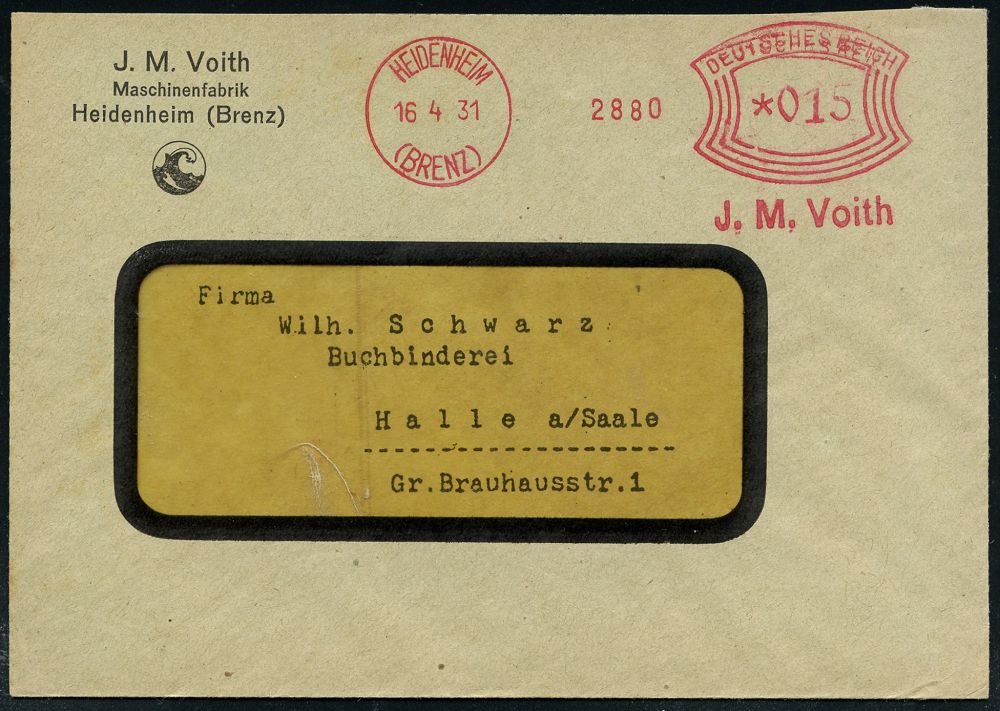 J. M. Voith
Maschinenfabrik
Heidenheim (Brenz)
HEIDENHEIM
16 4 31
(BRENZ)
2880
DEUTSCHES REICH
*015
J. M. Voith
Firma
Wilh. Schwarz
Buchbinderei
Halle a/Saale
Gr.Brauhausstr.1